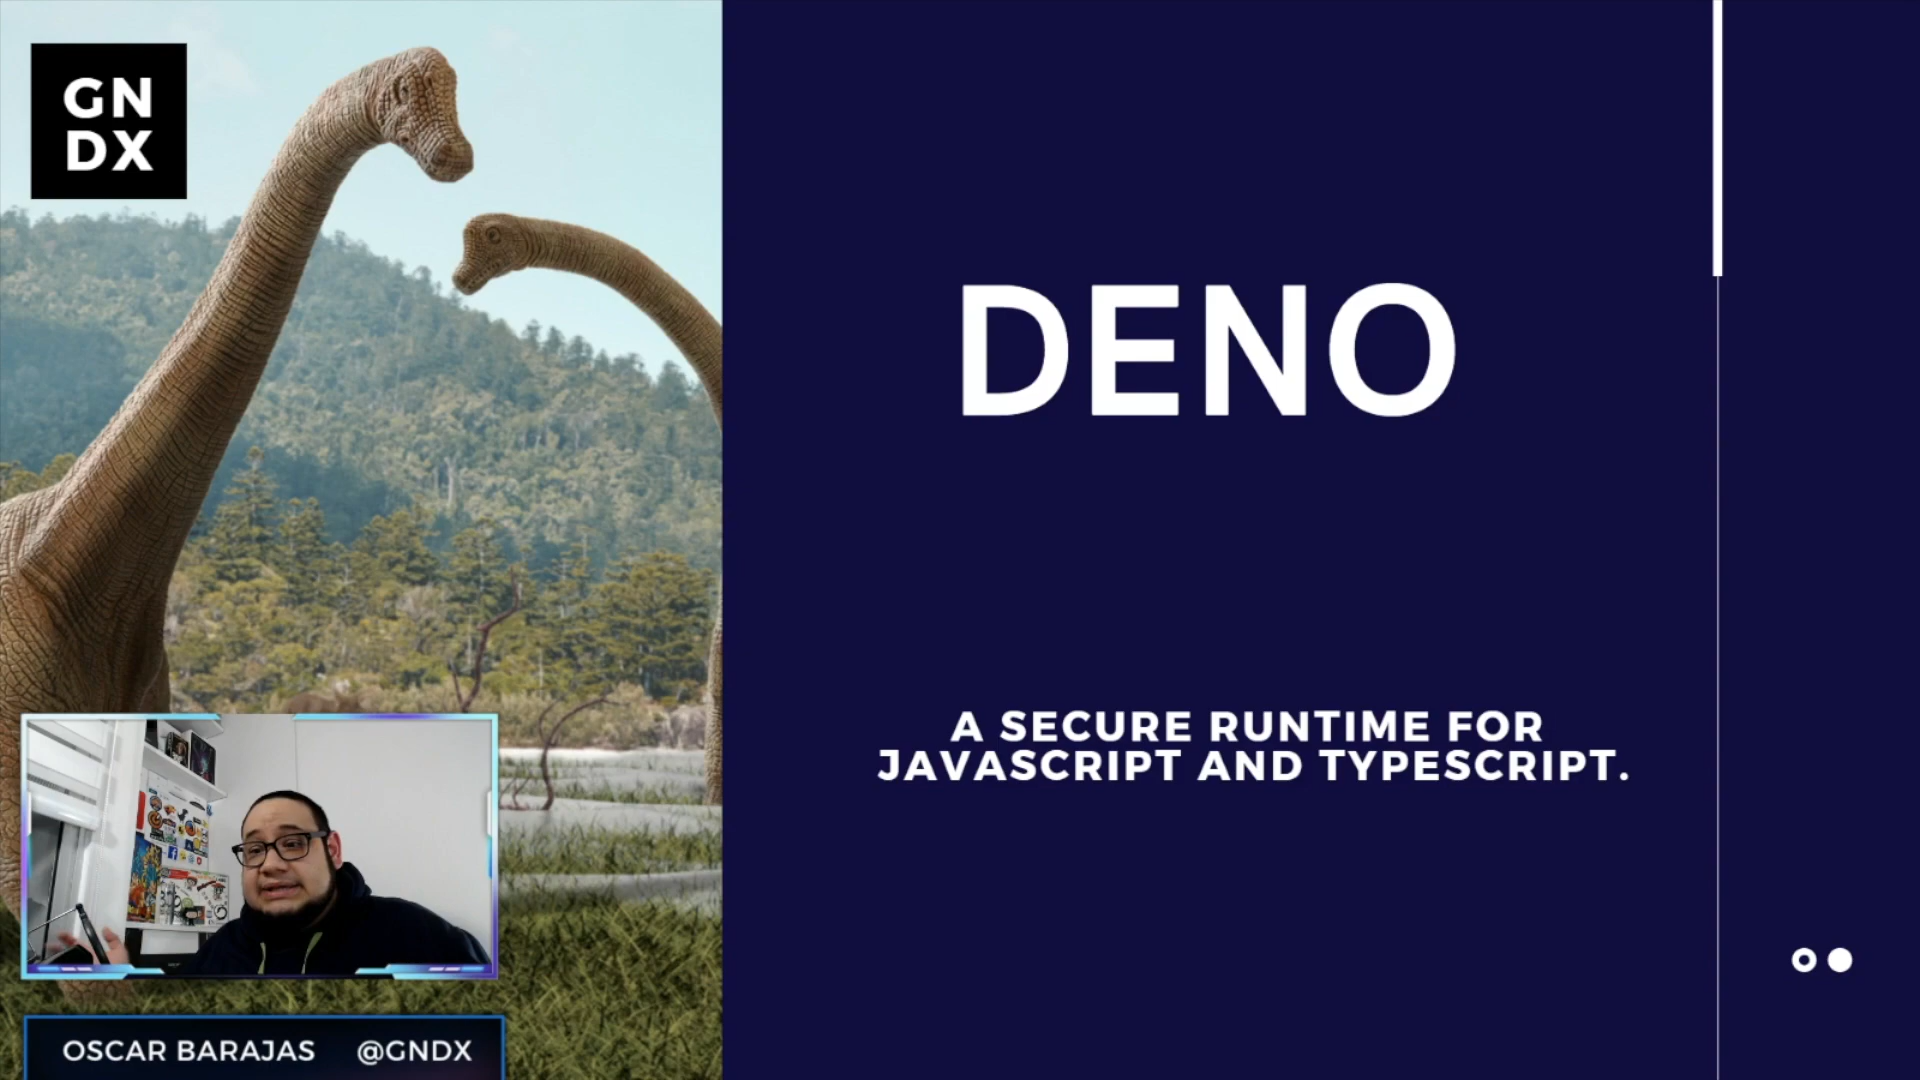 GN
DX
DENO
A SECURE RUNTIME FOR
JAVASCRIPT AND TYPESCRIPT.
OSCAR BARAJAS @GNDX